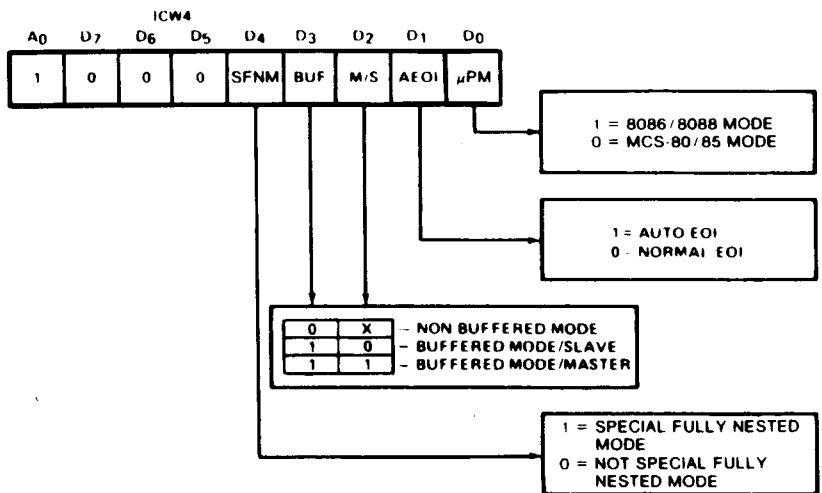 ICW4
A0 D7 D6 D5 D4 D3 D2 D1 D0
1 0 0 0 SFNM BUF M/S AEOI μPM
1 = 8086/8088 MODE
0 = MCS-80/85 MODE
1 = AUTO EOI
0 - NORMAL EOI
0 X – NON BUFFERED MODE
1 0 – BUFFERED MODE/SLAVE
1 1 – BUFFERED MODE/MASTER
1 = SPECIAL FULLY NESTED
MODE
0 = NOT SPECIAL FULLY
NESTED MODE